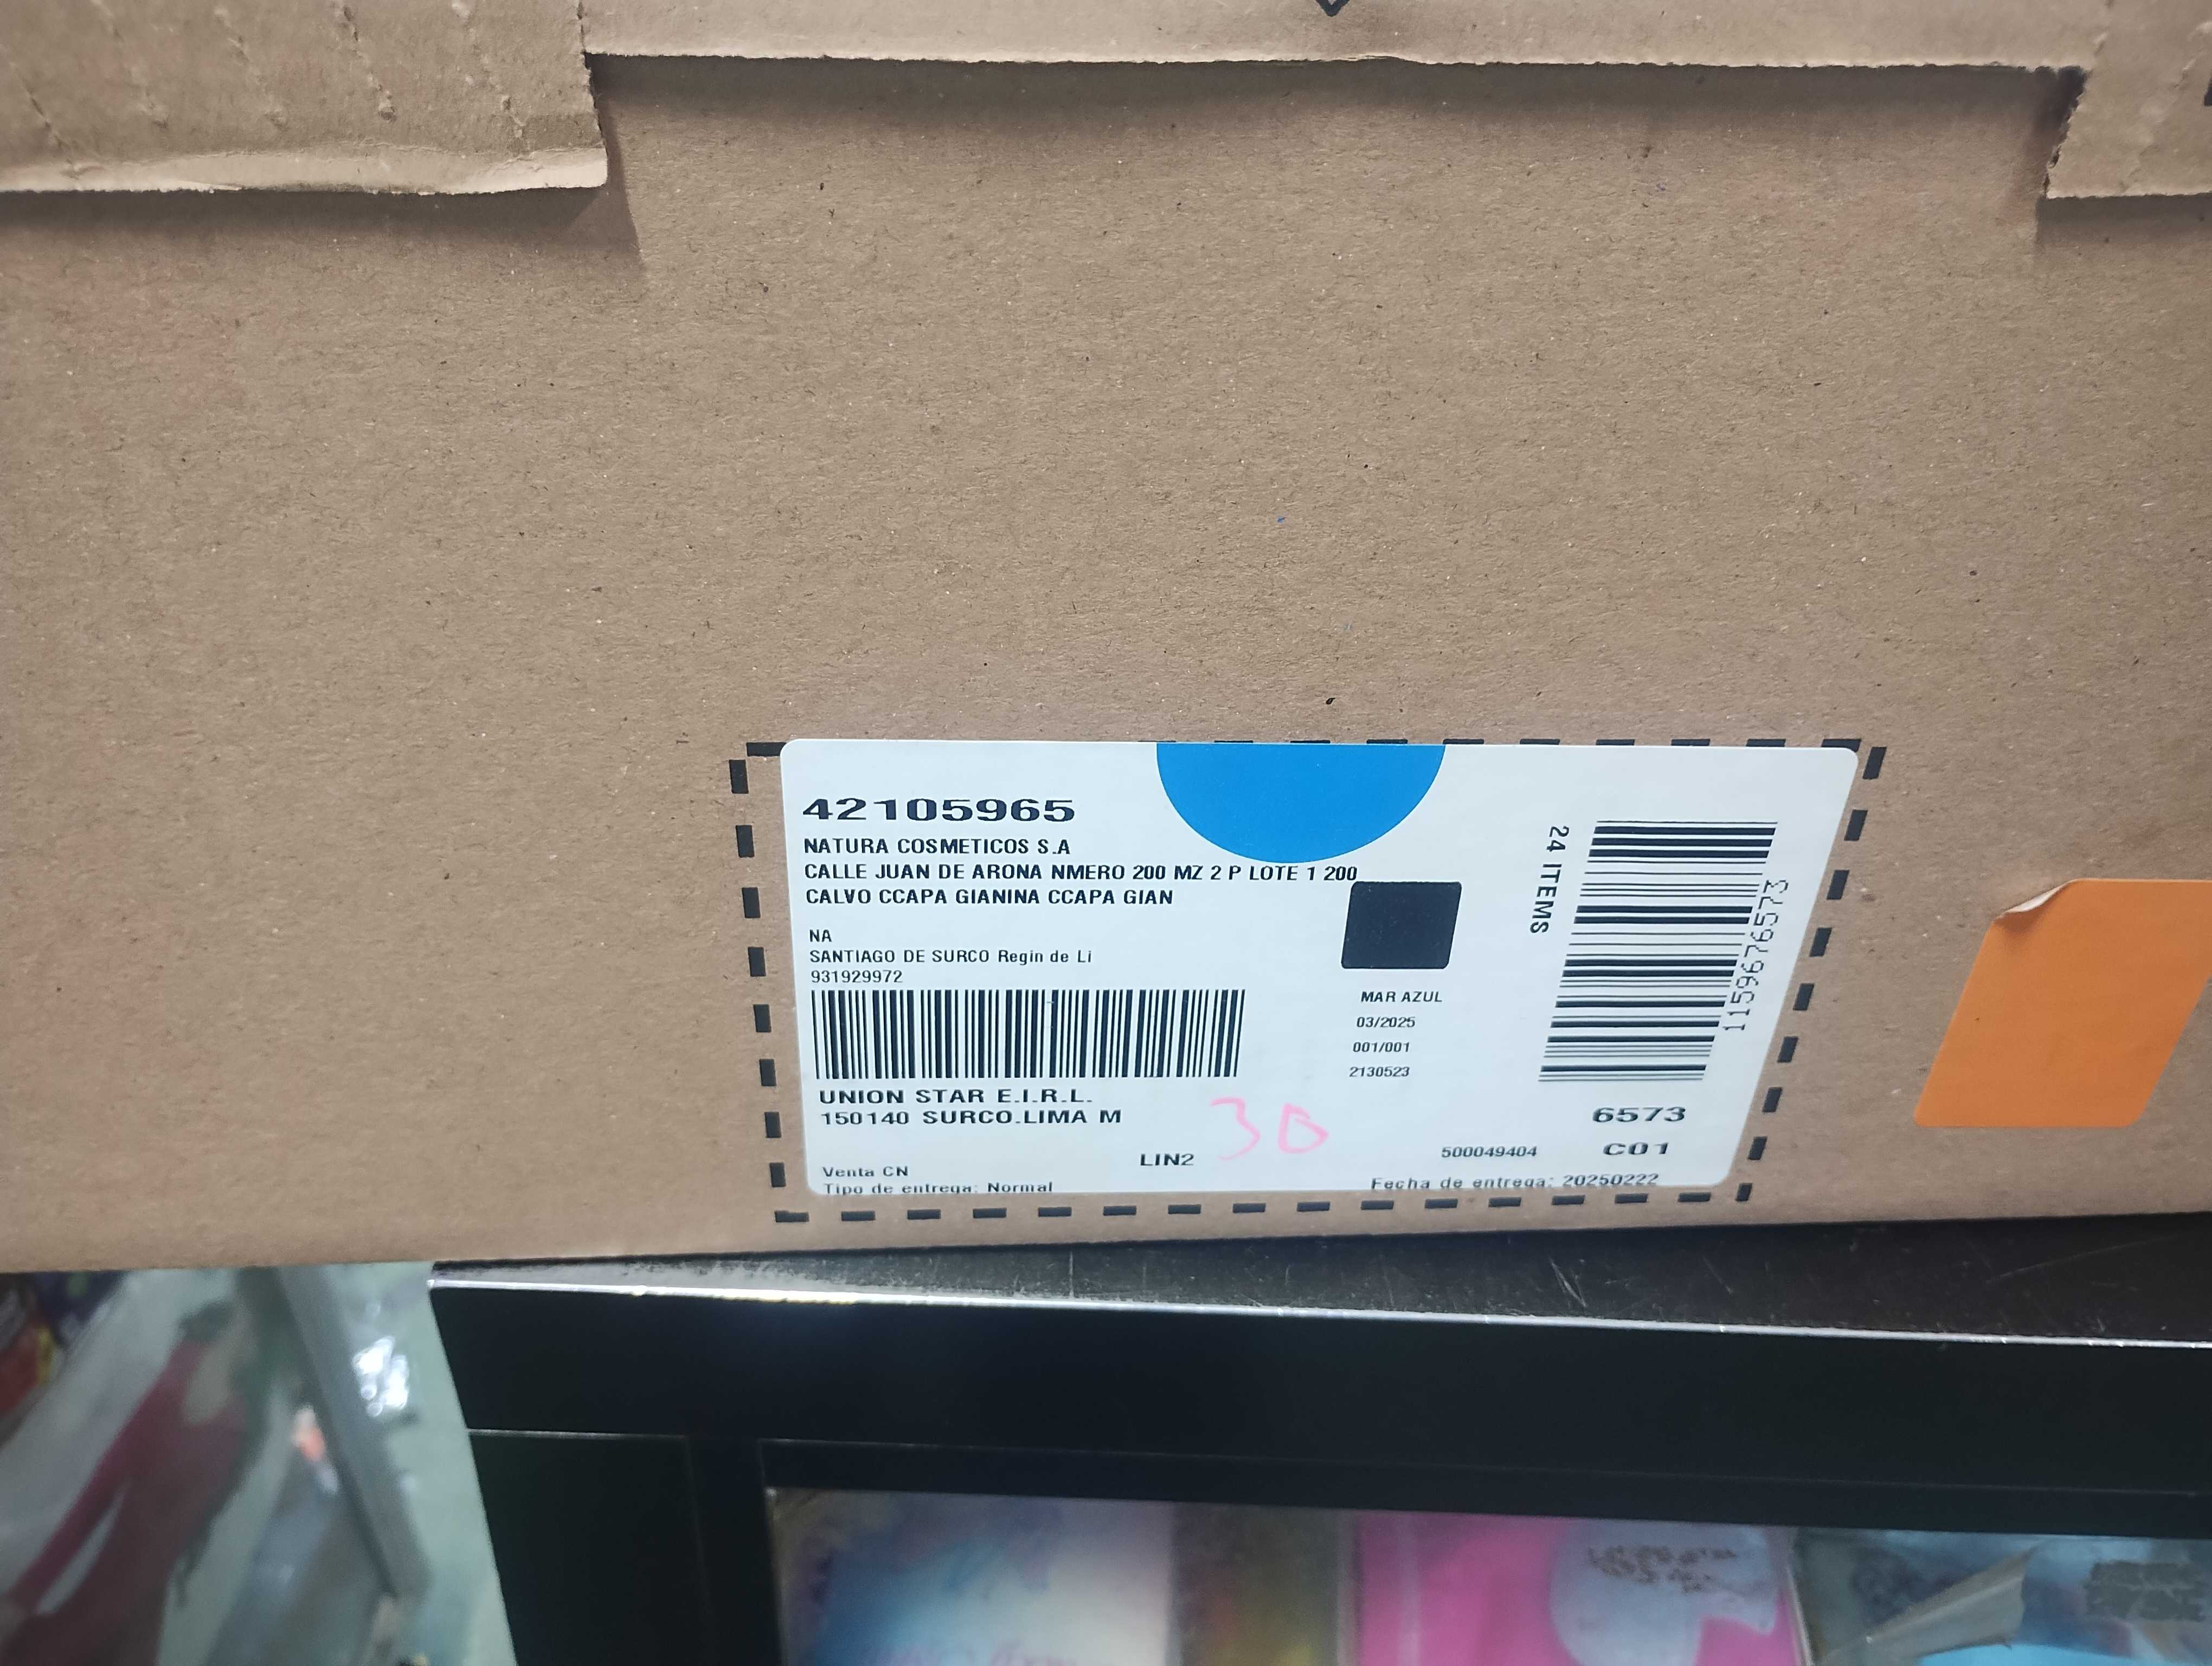 42105965
NATURA COSMETICOS S.A
CALLE JUAN DE ARONA NMERO 200 MZ 2 P LOTE 1 200
CALVO CCAPA GIANINA CCAPA GIAN
NA
SANTIAGO DE SURCO Regin de Li
931929972
UNION STAR E.I.R.L.
150140 SURCO.LIMA M
LIN2
30
Venta CN
Tipo de entrega: Normal
MAR AZUL
03/2025
001/001
2130523
24 ITEMS
1159676573
6573
500049404 C01
Fecha de entrega: 20250222